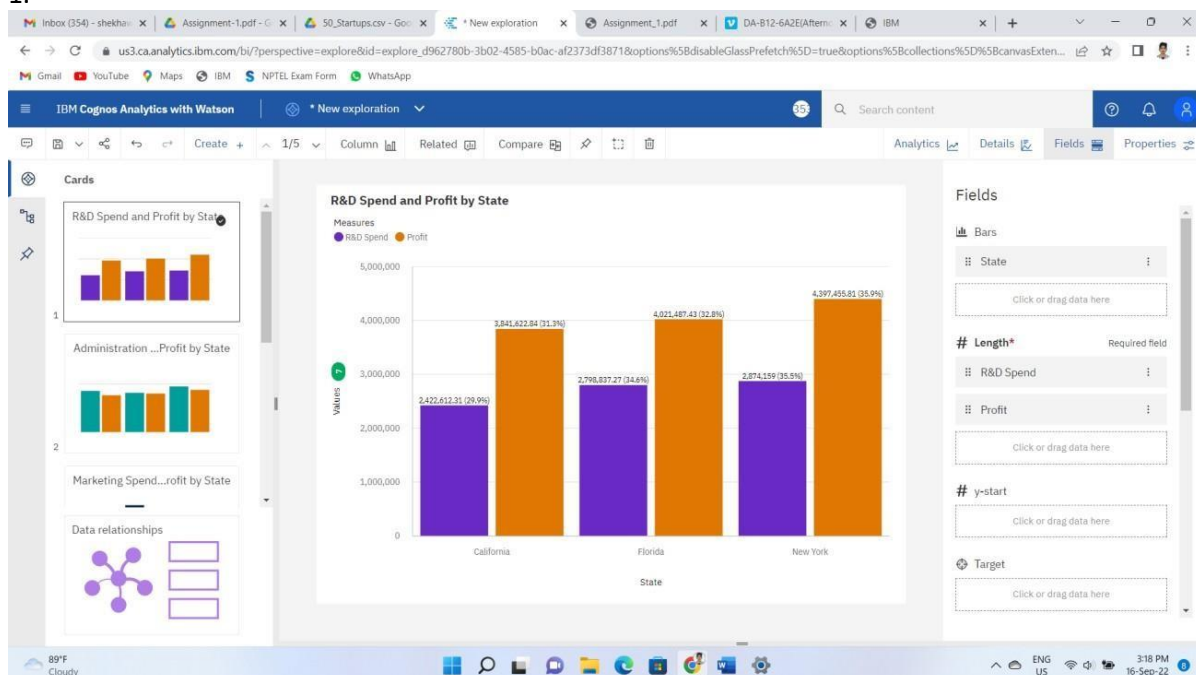 1.
Inbox (354) - shekhav
Assignment-1.pdf - G
50_Startups.csv - Goo
* New exploration
Assignment_1.pdf
DA-B12-6A2E(Aftern
IBM
us3.ca.analytics.ibm.com/bi/?perspective=explore&id=explore_d962780b-3b02-4585-b0ac-af2373df3871&options%5BdisableGlassPrefetch%5D=true&options%5Bcollections%5D%5BcanvasExten...
Gmail YouTube Maps IBM NPTEL Exam Form WhatsApp
IBM Cognos Analytics with Watson * New exploration Search content
Create + 1/5 Column Related Compare Analytics Details Fields Properties
Cards
R&D Spend and Profit by State
1
Administration ...Profit by State
2
Marketing Spend...rofit by State
Data relationships
R&D Spend and Profit by State
Measures
R&D Spend Profit
5,000,000
4,000,000
3,000,000
2,000,000
1,000,000
0
Values
7
2,422,612.31 (29.9%)
3,841,622.84 (31.3%)
2,798,837.27 (34.6%)
4,021,487.43 (32.8%)
2,874,159 (35.5%)
4,397,455.81 (35.9%)
California Florida New York
State
Fields
Bars
State
Click or drag data here
# Length* Required field
R&D Spend
Profit
Click or drag data here
# y-start
Click or drag data here
Target
Click or drag data here
89°F
Cloudy
ENG
US
3:18 PM
16-Sep-22